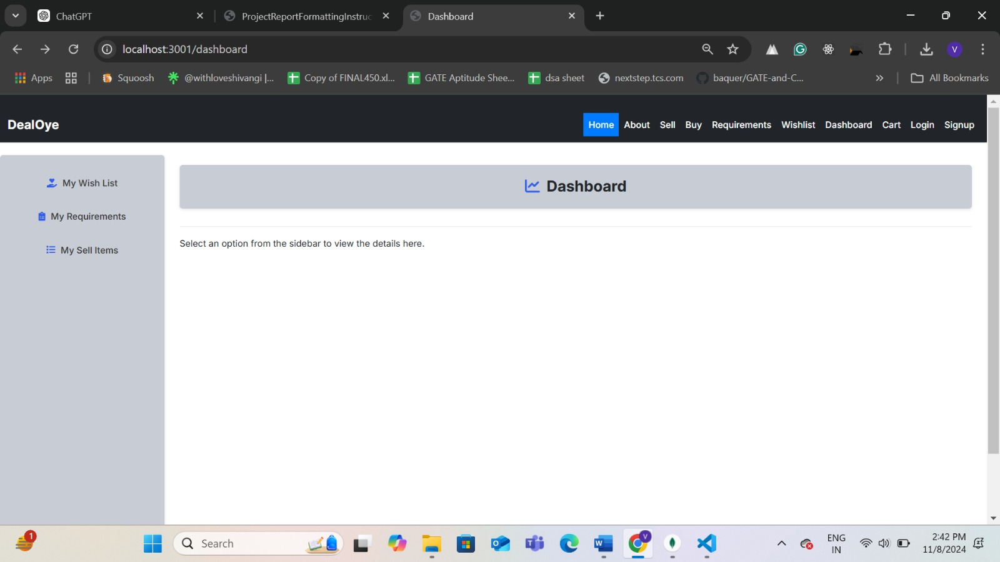 ChatGPT
ProjectReportFormattingInstruc
Dashboard
localhost:3001/dashboard
V
Apps
Squoosh
@withloveshivangi |...
Copy of FINAL450.xl...
GATE Aptitude Shee...
dsa sheet
nextstep.tcs.com
baquer/GATE-and-C...
All Bookmarks
DealOye
Home About Sell Buy Requirements Wishlist Dashboard Cart Login Signup
My Wish List
My Requirements
My Sell Items
Dashboard
Select an option from the sidebar to view the details here.
1
Search
V
ENG
IN
2:42 PM
11/8/2024